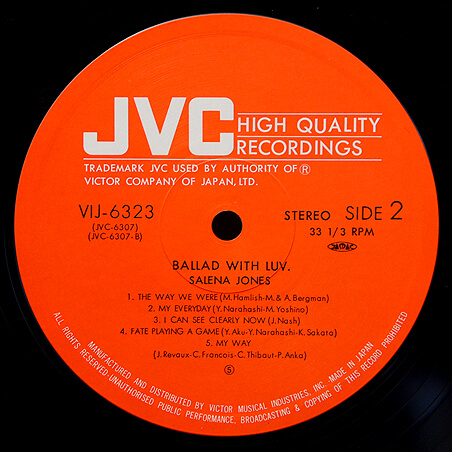 JVC HIGH QUALITY
RECORDINGS
TRADEMARK JVC USED BY AUTHORITY OF Ⓡ
VICTOR COMPANY OF JAPAN, LTD.
VIJ-6323
(JVC-6307)
(JVC-6307-B)
STEREO SIDE 2
33 1/3 RPM
BALLAD WITH LUV.
SALENA JONES
1. THE WAY WE WERE (M. Hamlish-M. & A. Bergman)
2. MY EVERYDAY (Y. Narahashi-M. Yoshino)
3. I CAN SEE CLEARLY NOW (J. Nash)
4. FATE PLAYING A GAME (Y. Aku-Y. Narahashi-K. Sakata)
5. MY WAY
(J. Revaux-C. Francois-C. Thibaut-P. Anka)
Ⓢ
MANUFACTURED AND DISTRIBUTED BY VICTOR MUSICAL INDUSTRIES, INC. MADE IN JAPAN
ALL RIGHTS RESERVED. UNAUTHORISED PUBLIC PERFORMANCE, BROADCASTING & COPYING OF THIS RECORD PROHIBITED